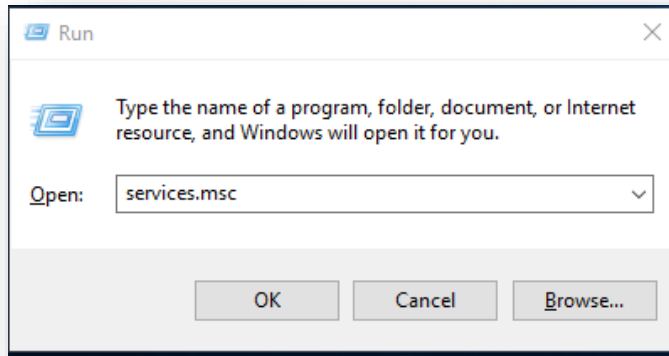 Run
Type the name of a program, folder, document, or Internet
resource, and Windows will open it for you.
Open: services.msc
OK Cancel Browse...